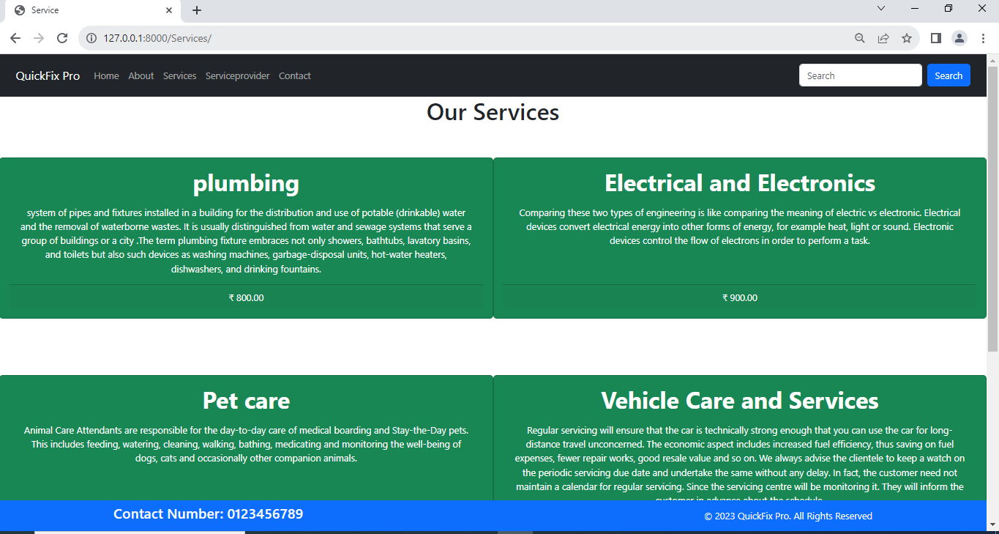 Service
127.0.0.1:8000/Services/
QuickFix Pro Home About Services Serviceprovider Contact Search Search
Our Services
plumbing
system of pipes and fixtures installed in a building for the distribution and use of potable (drinkable) water
and the removal of waterborne wastes. It is usually distinguished from water and sewage systems that serve a
group of buildings or a city .The term plumbing fixture embraces not only showers, bathtubs, lavatory basins,
and toilets but also such devices as washing machines, garbage-disposal units, hot-water heaters,
dishwashers, and drinking fountains.
₹ 800.00
Electrical and Electronics
Comparing these two types of engineering is like comparing the meaning of electric vs electronic. Electrical
devices convert electrical energy into other forms of energy, for example heat, light or sound. Electronic
devices control the flow of electrons in order to perform a task.
₹ 900.00
Pet care
Animal Care Attendants are responsible for the day-to-day care of medical boarding and Stay-the-Day pets.
This includes feeding, watering, cleaning, walking, bathing, medicating and monitoring the well-being of
dogs, cats and occasionally other companion animals.
Vehicle Care and Services
Regular servicing will ensure that the car is technically strong enough that you can use the car for long-
distance travel unconcerned. The economic aspect includes increased fuel efficiency, thus saving on fuel
expenses, fewer repair works, good resale value and so on. We always advise the clientele to keep a watch on
the periodic servicing due date and undertake the same without any delay. In fact, the customer need not
maintain a calendar for regular servicing. Since the servicing centre will be monitoring it. They will inform the
customer in advance about the schedule.
Contact Number: 0123456789
© 2023 QuickFix Pro. All Rights Reserved